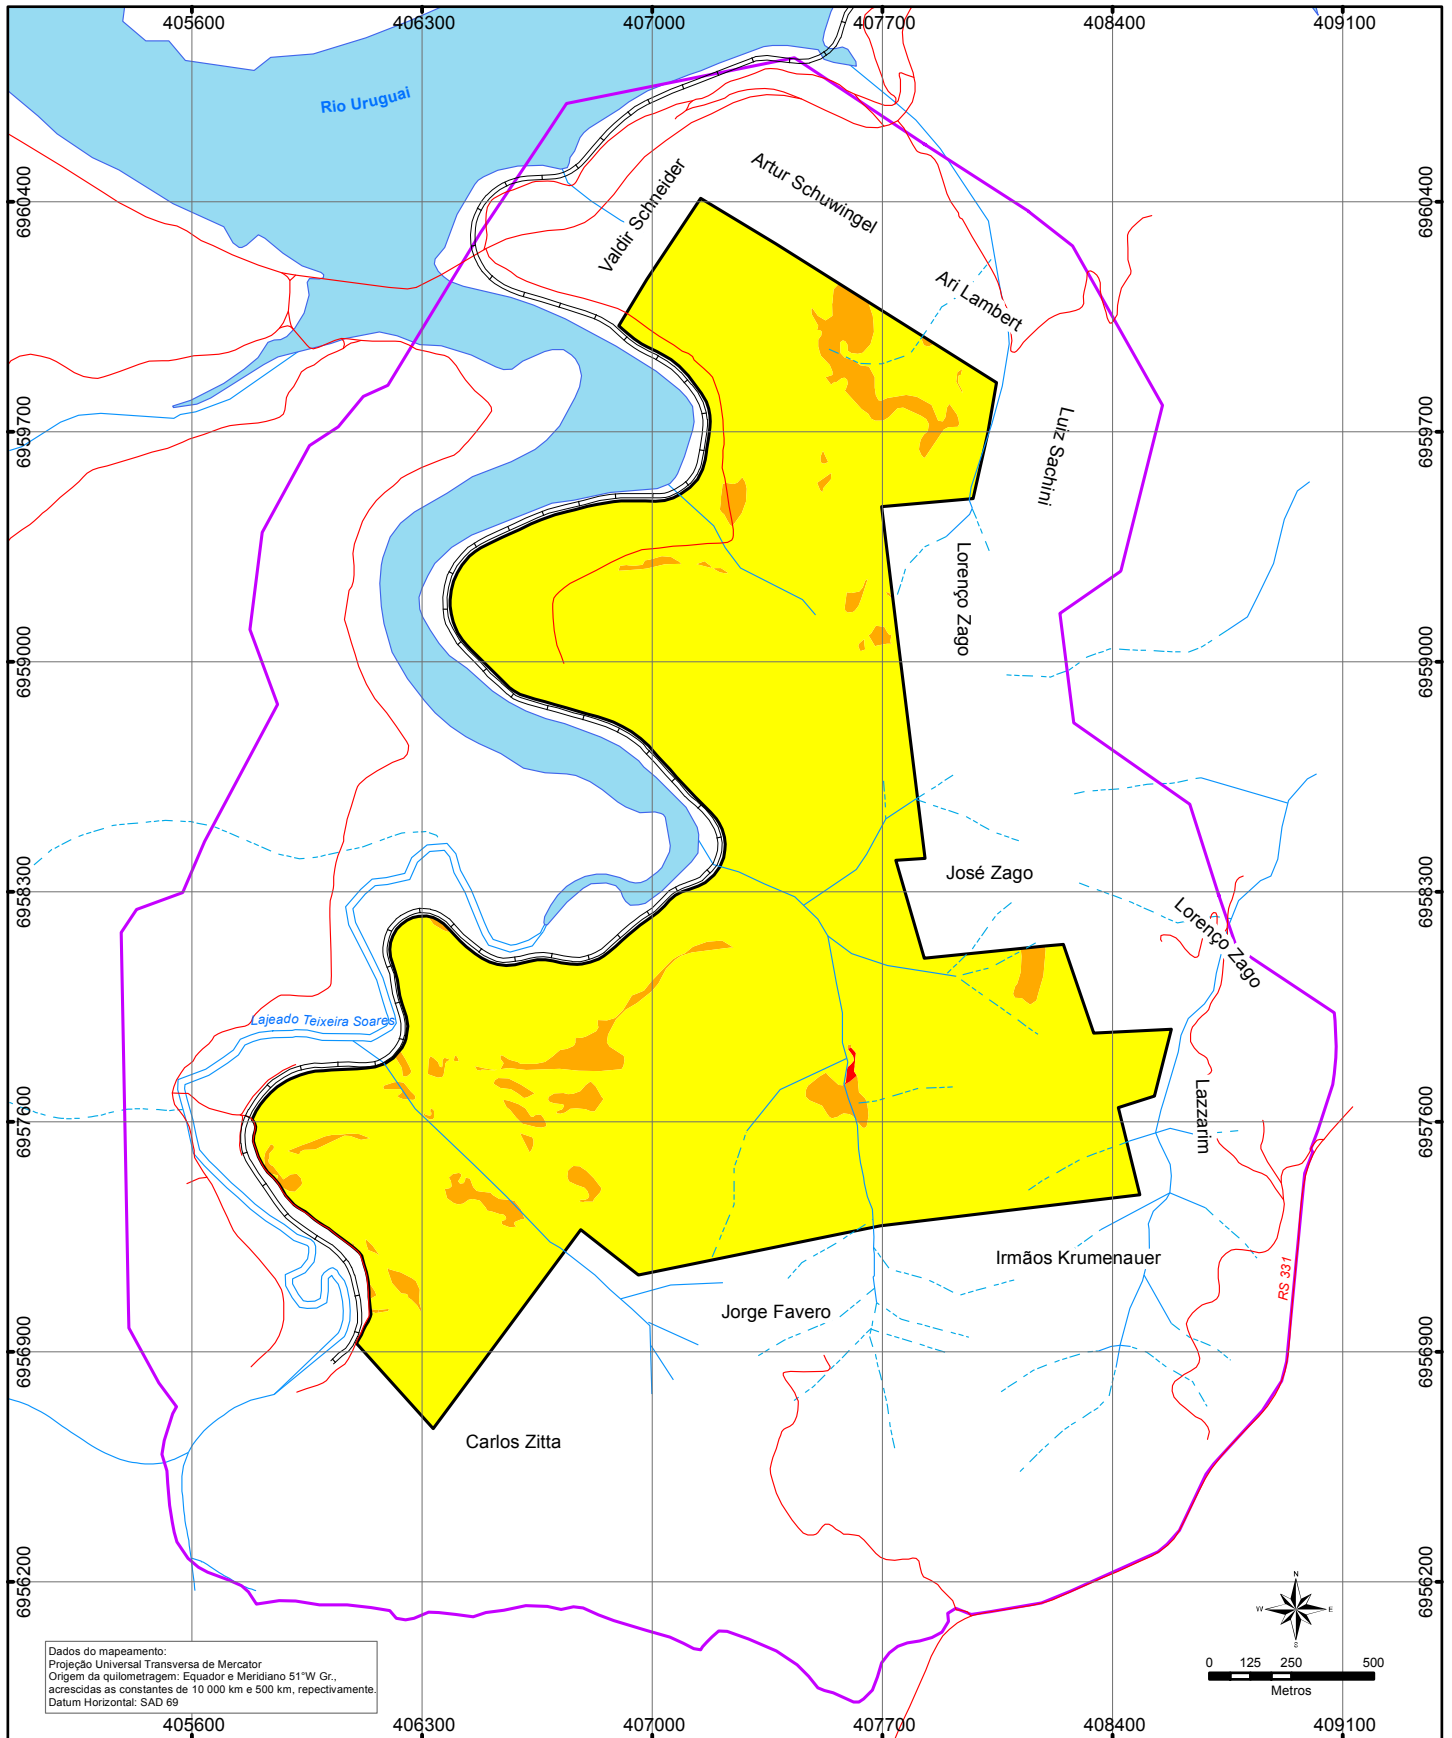 405600 406300 407000 407700 408400 409100
Rio Uruguai
Artur Schuwingel
Valdir Schneider
6960400 6960400
Ari Lambert
6959700 6959700
Luiz Sachini
Lorenço Zago
6959000 6959000
José Zago
6958300 6958300
Lorenço Zago
Lajeado Teixeira Soares
6957600 6957600
Lazzarim
Irmãos Krumenauer
RS 331
Jorge Favero
6956900 6956900
Carlos Zitta
6956200 6956200
N
W E
S
0 125 250 500
Metros
Dados do mapeamento:
Projeção Universal Transversa de Mercator
Origem da quilometragem: Equador e Meridiano 51°W Gr.,
acrescidas as constantes de 10 000 km e 500 km, repectivamente.
Datum Horizontal: SAD 69
405600 406300 407000 407700 408400 409100